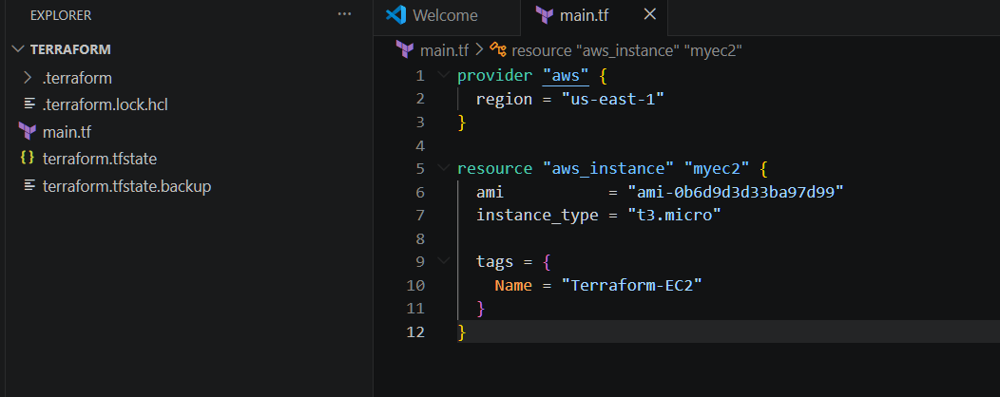 EXPLORER ...
TERRAFORM
.terraform
.terraform.lock.hcl
main.tf
{} terraform.tfstate
terraform.tfstate.backup
Welcome
main.tf
main.tf > resource "aws_instance" "myec2"
1 provider "aws" {
2   region = "us-east-1"
3 }
4
5 resource "aws_instance" "myec2" {
6   ami           = "ami-0b6d9d3d33ba97d99"
7   instance_type = "t3.micro"
8
9   tags = {
10     Name = "Terraform-EC2"
11   }
12 }